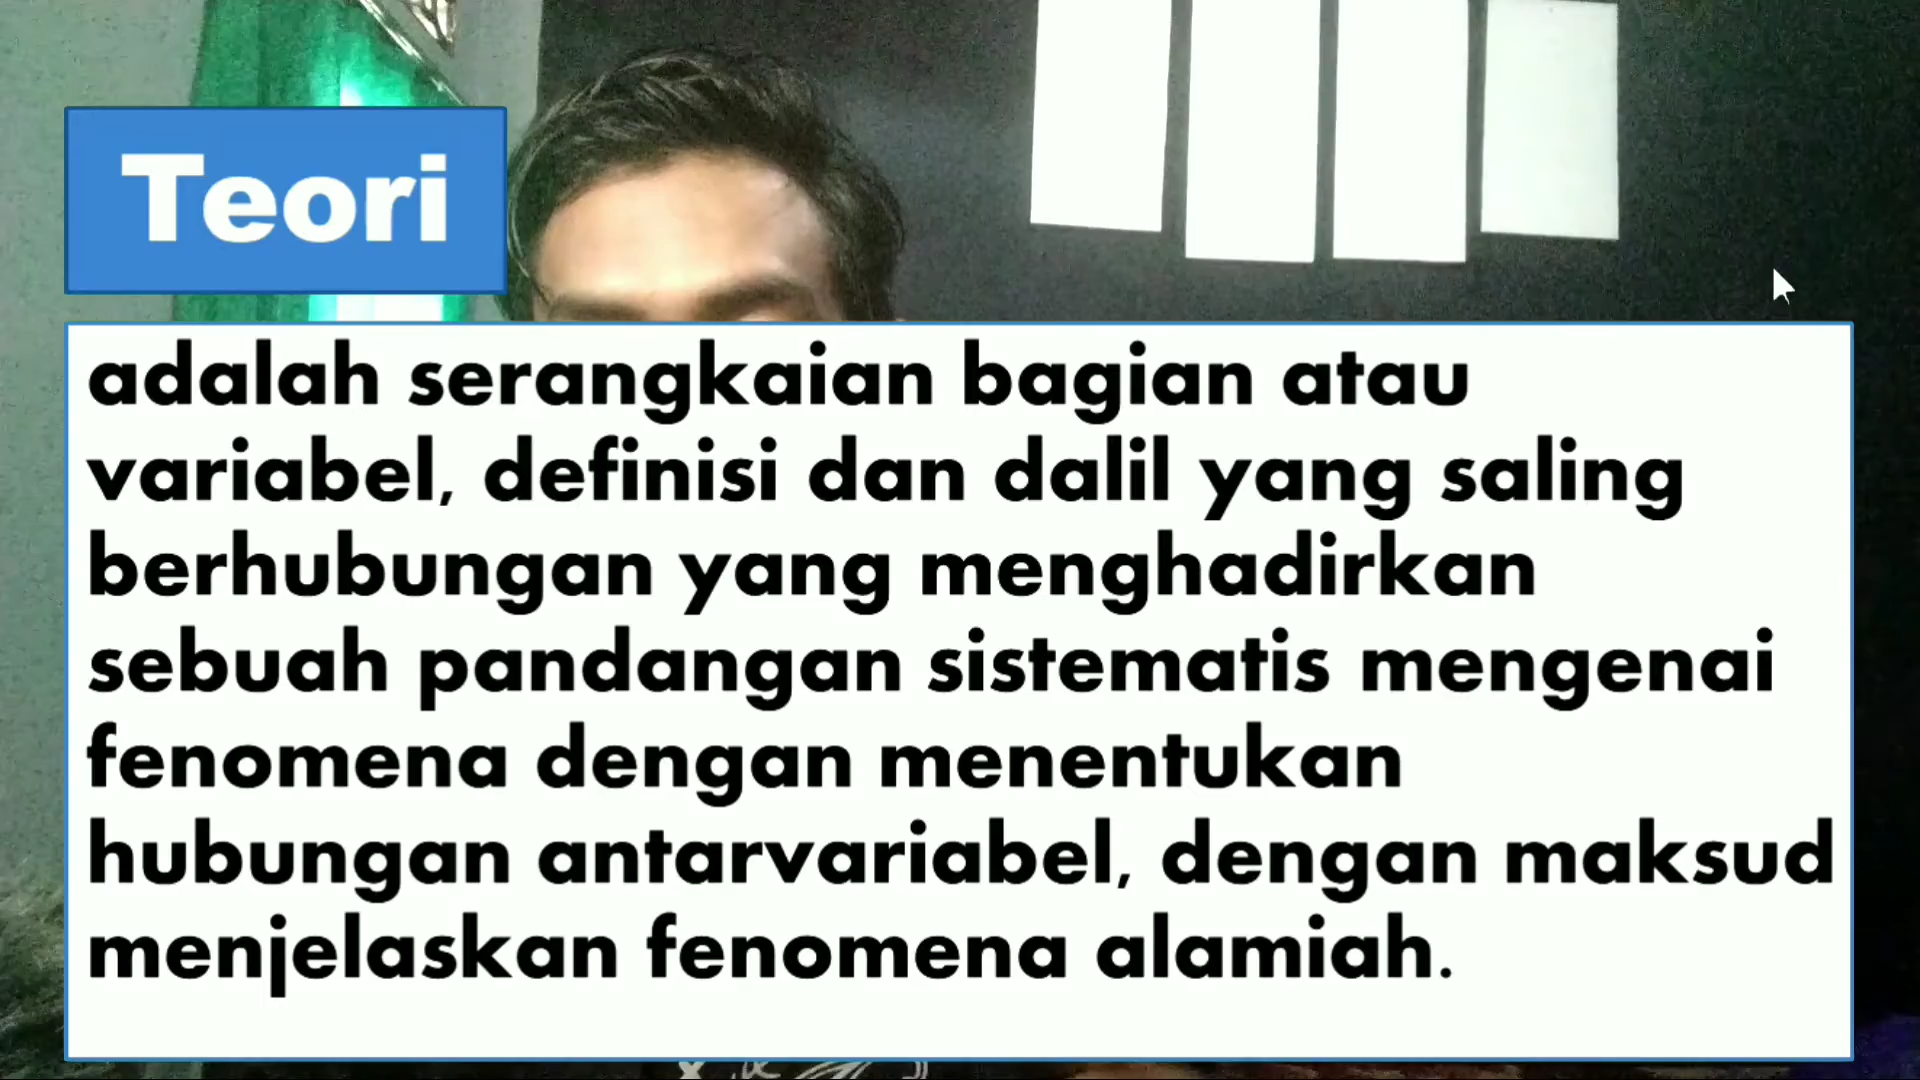 Teori
adalah serangkaian bagian atau
variabel, definisi dan dalil yang saling
berhubungan yang menghadirkan
sebuah pandangan sistematis mengenai
fenomena dengan menentukan
hubungan antarvariabel, dengan maksud
menjelaskan fenomena alamiah.